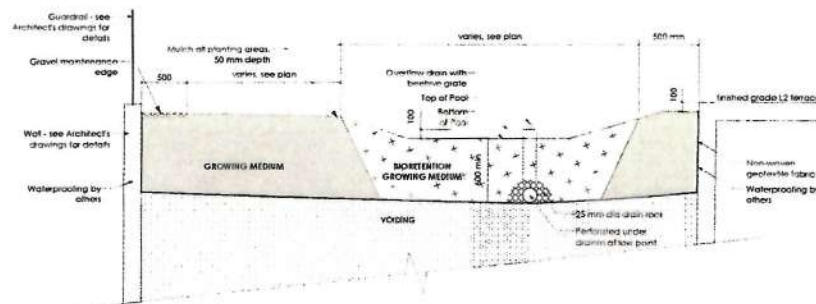 Guardrail - see
Architect's drawings for
details
Gravel maintenance
edge
500
Mulch all planting areas,
50 mm depth
varies, see plan
varies, see plan
500 mm
Overflow drain with
beehive grate
Top of Pool
Bottom
of Pool
100
100
finished grade L2 terrace
Wall - see Architect's
drawings for details
GROWING MEDIUM
BIORETENTION
GROWING MEDIUM
600 min
Non-woven
geotextile fabric
Waterproofing by
others
Waterproofing by
others
VOIDING
25 mm dia drain rock
Perforated under
drain at low point